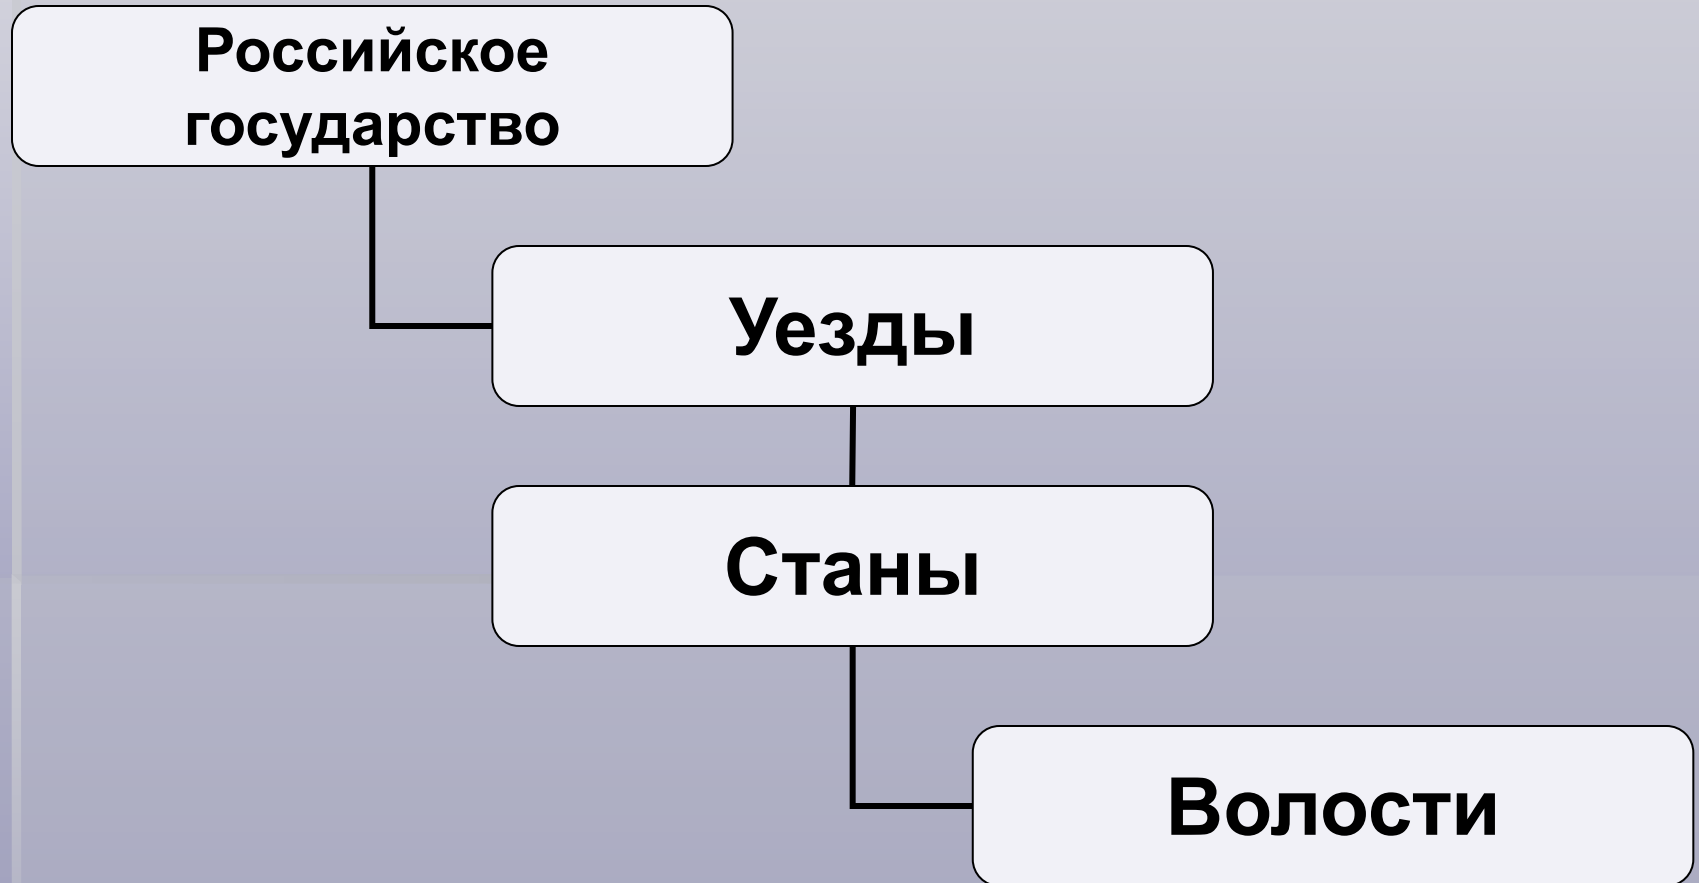 Российское
государство
Уезды
Станы
Волости